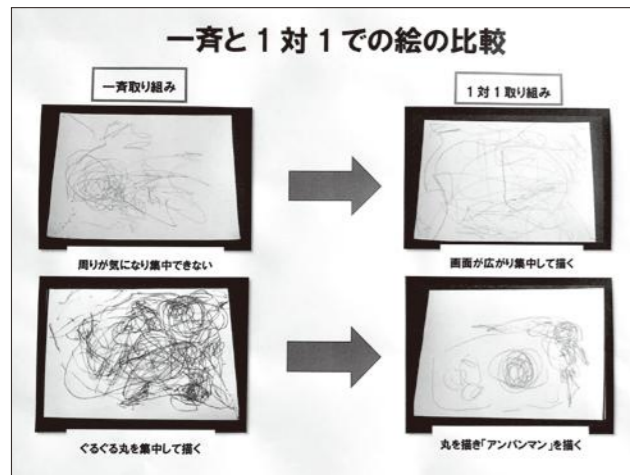 一斉と1対1での絵の比較
一斉取り組み
1対1取り組み
周りが気になり集中できない
画面が広がり集中して描く
ぐるぐる丸を集中して描く
丸を描き「アンパンマン」を描く